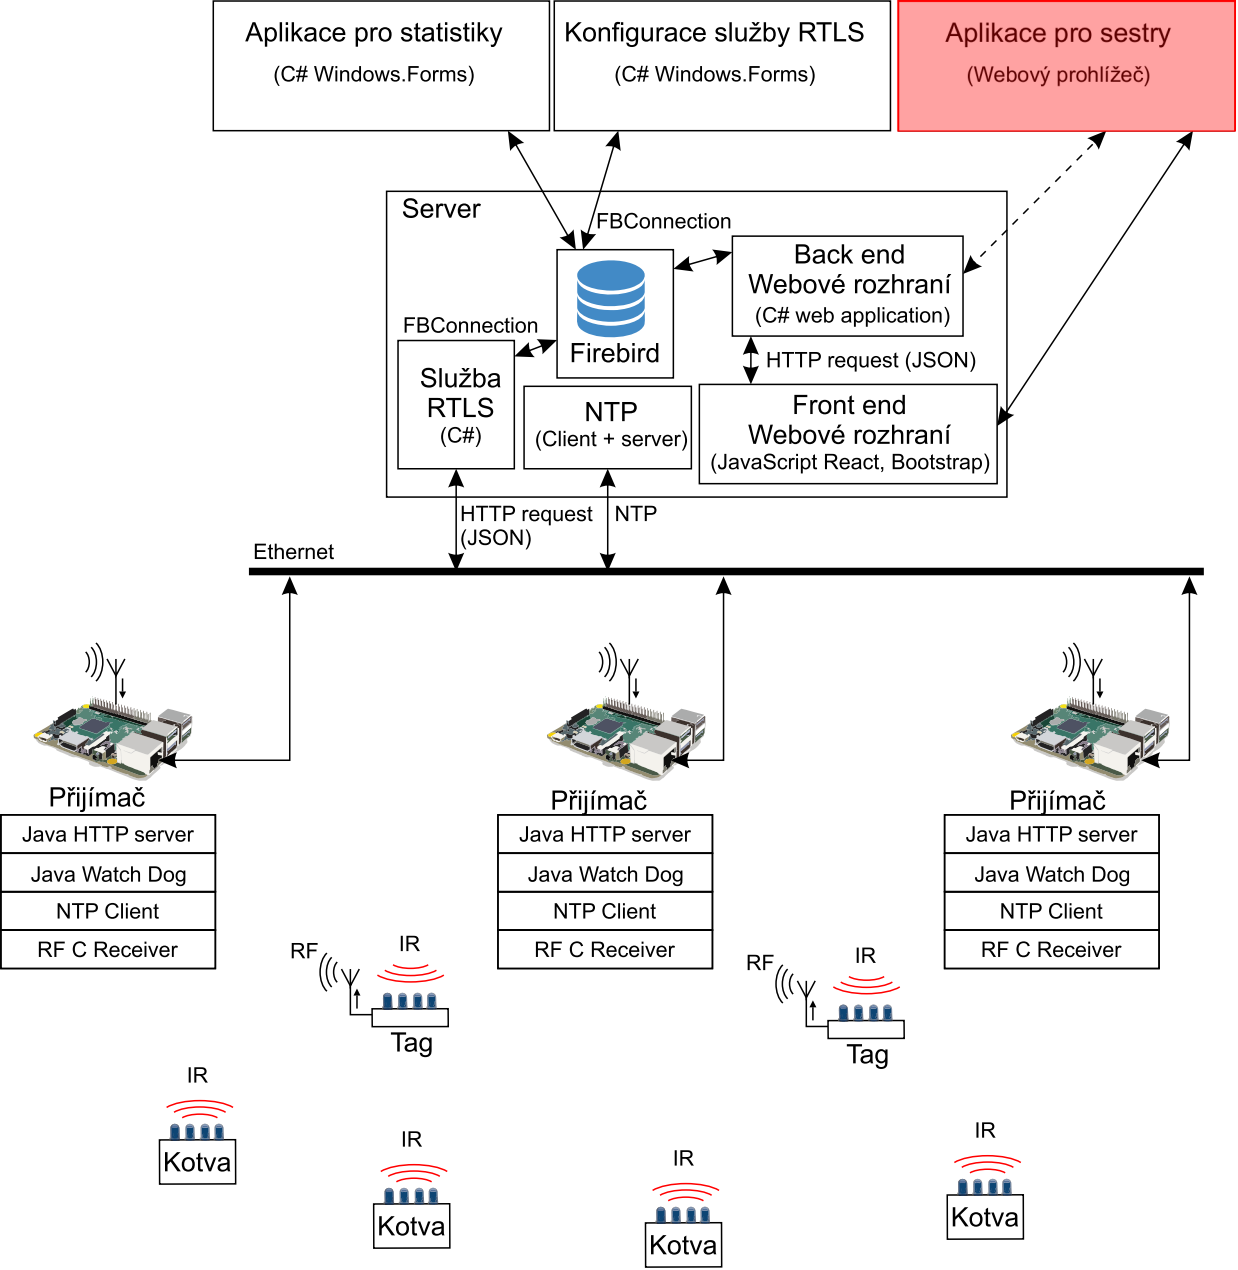 Aplikace pro statistiky
(C# Windows.Forms)
Konfigurace služby RTLS
(C# Windows.Forms)
Aplikace pro sestry
(Webový prohlížeč)
Server
FBConnection
Back end
Webové rozhraní
(C# web application)
FBConnection
Firebird
HTTP request (JSON)
Služba
RTLS
(C#)
NTP
(Client + server)
Front end
Webové rozhraní
(JavaScript React, Bootstrap)
HTTP request
(JSON)
NTP
Ethernet
Přijímač
Java HTTP server
Java Watch Dog
NTP Client
RF C Receiver
Přijímač
Java HTTP server
Java Watch Dog
NTP Client
RF C Receiver
Přijímač
Java HTTP server
Java Watch Dog
NTP Client
RF C Receiver
RF
IR
Tag
RF
IR
Tag
IR
Kotva
IR
Kotva
IR
Kotva
IR
Kotva